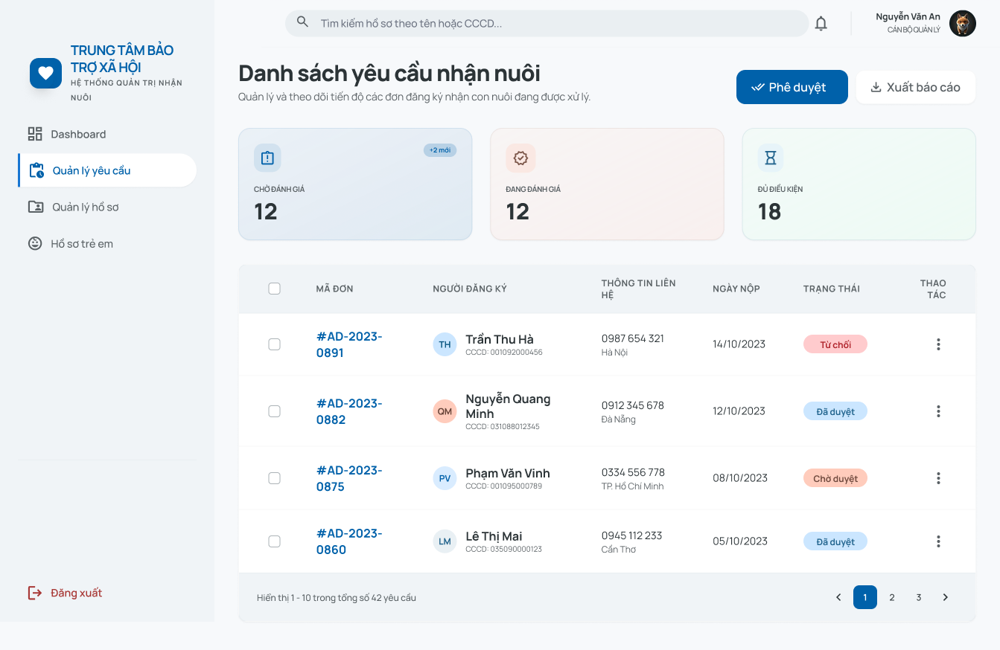 Tìm kiếm hồ sơ theo tên hoặc CCCD...
Nguyễn Văn An
CÁN BỘ QUẢN LÝ
TRUNG TÂM BẢO
TRỢ XÃ HỘI
HỆ THỐNG QUẢN TRỊ NHẬN
NUÔI
Dashboard
Quản lý yêu cầu
Quản lý hồ sơ
Hồ sơ trẻ em
Đăng xuất
Danh sách yêu cầu nhận nuôi
Quản lý và theo dõi tiến độ các đơn đăng ký nhận con nuôi đang được xử lý.
Phê duyệt
Xuất báo cáo
+2 mới
CHỜ ĐÁNH GIÁ
12
ĐANG ĐÁNH GIÁ
12
ĐỦ ĐIỀU KIỆN
18
MÃ ĐƠN NGƯỜI ĐĂNG KÝ THÔNG TIN LIÊN HỆ NGÀY NỘP TRẠNG THÁI THAO TÁC
#AD-2023-
0891
TH
Trần Thu Hà
CCCD: 001092000456
0987 654 321
Hà Nội
14/10/2023
Từ chối
#AD-2023-
0882
QM
Nguyễn Quang
Minh
CCCD: 031088012345
0912 345 678
Đà Nẵng
12/10/2023
Đã duyệt
#AD-2023-
0875
PV
Phạm Văn Vinh
CCCD: 001095000789
0334 556 778
TP. Hồ Chí Minh
08/10/2023
Chờ duyệt
#AD-2023-
0860
LM
Lê Thị Mai
CCCD: 035090000123
0945 112 233
Cần Thơ
05/10/2023
Đã duyệt
Hiển thị 1 - 10 trong tổng số 42 yêu cầu
1 2 3